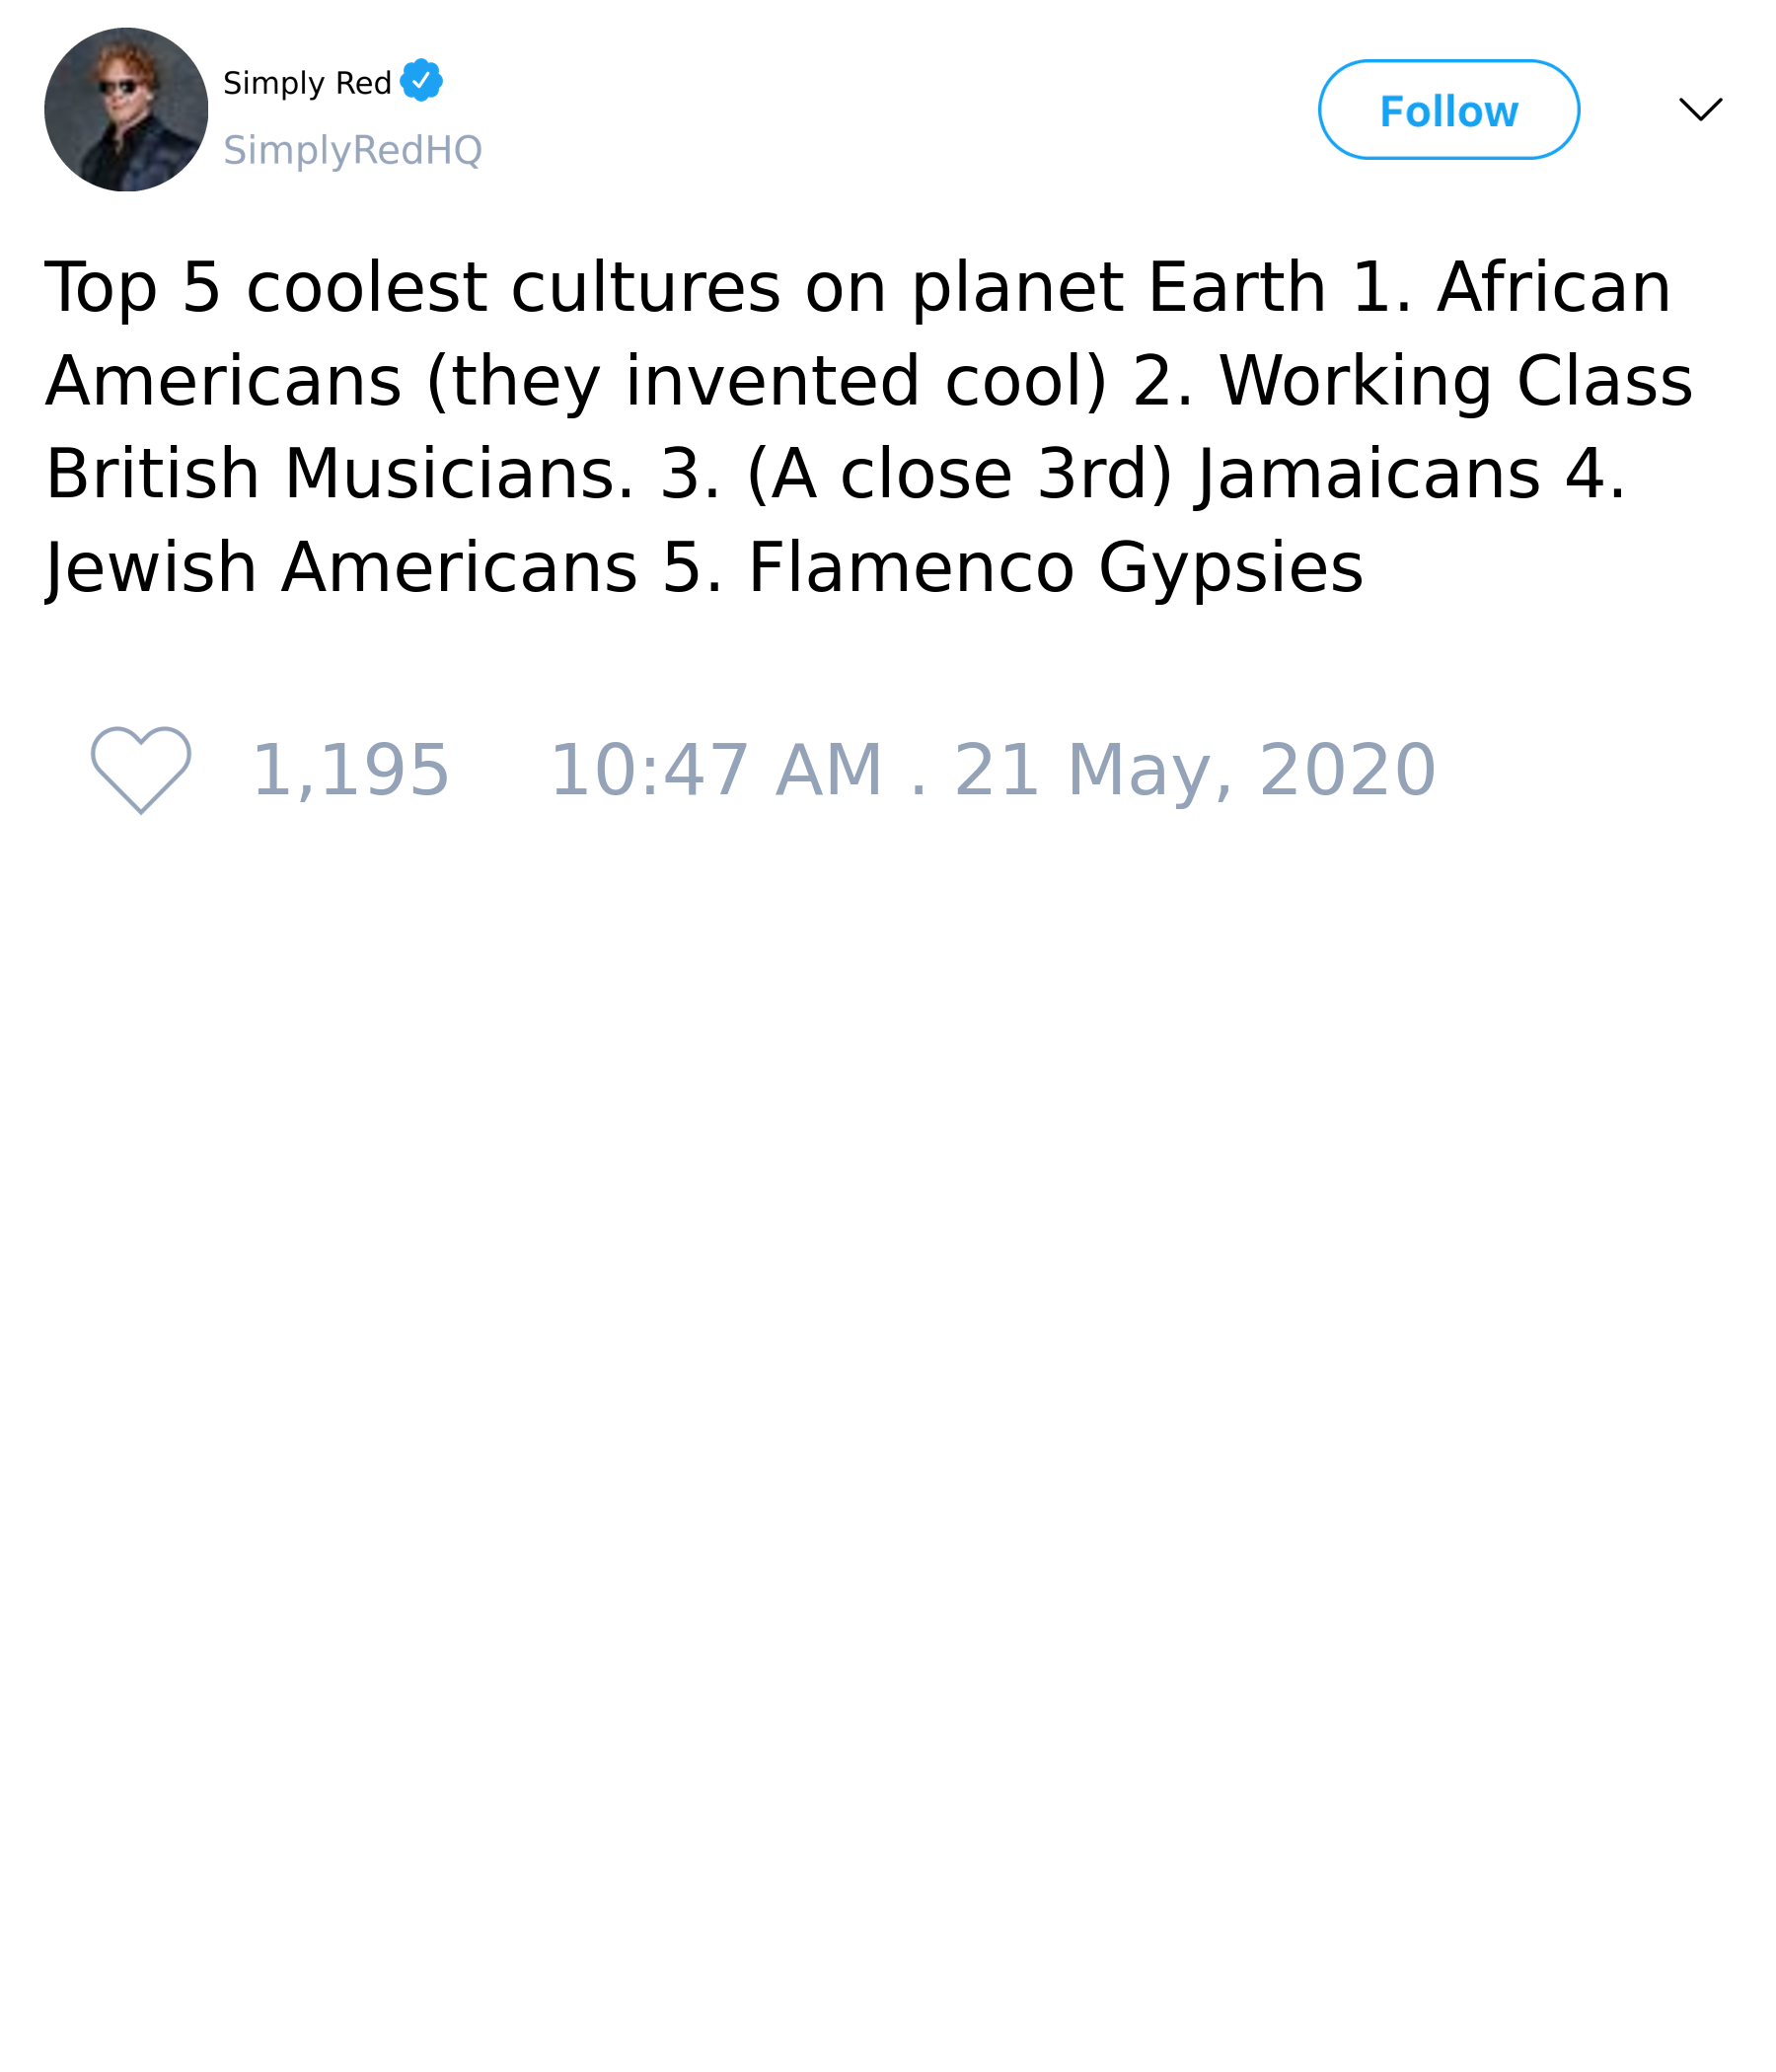 Simply Red
SimplyRedHQ
Follow
Top 5 coolest cultures on planet Earth 1. African
Americans (they invented cool) 2. Working Class
British Musicians. 3. (A close 3rd) Jamaicans 4.
Jewish Americans 5. Flamenco Gypsies
1,195 10:47 AM . 21 May, 2020